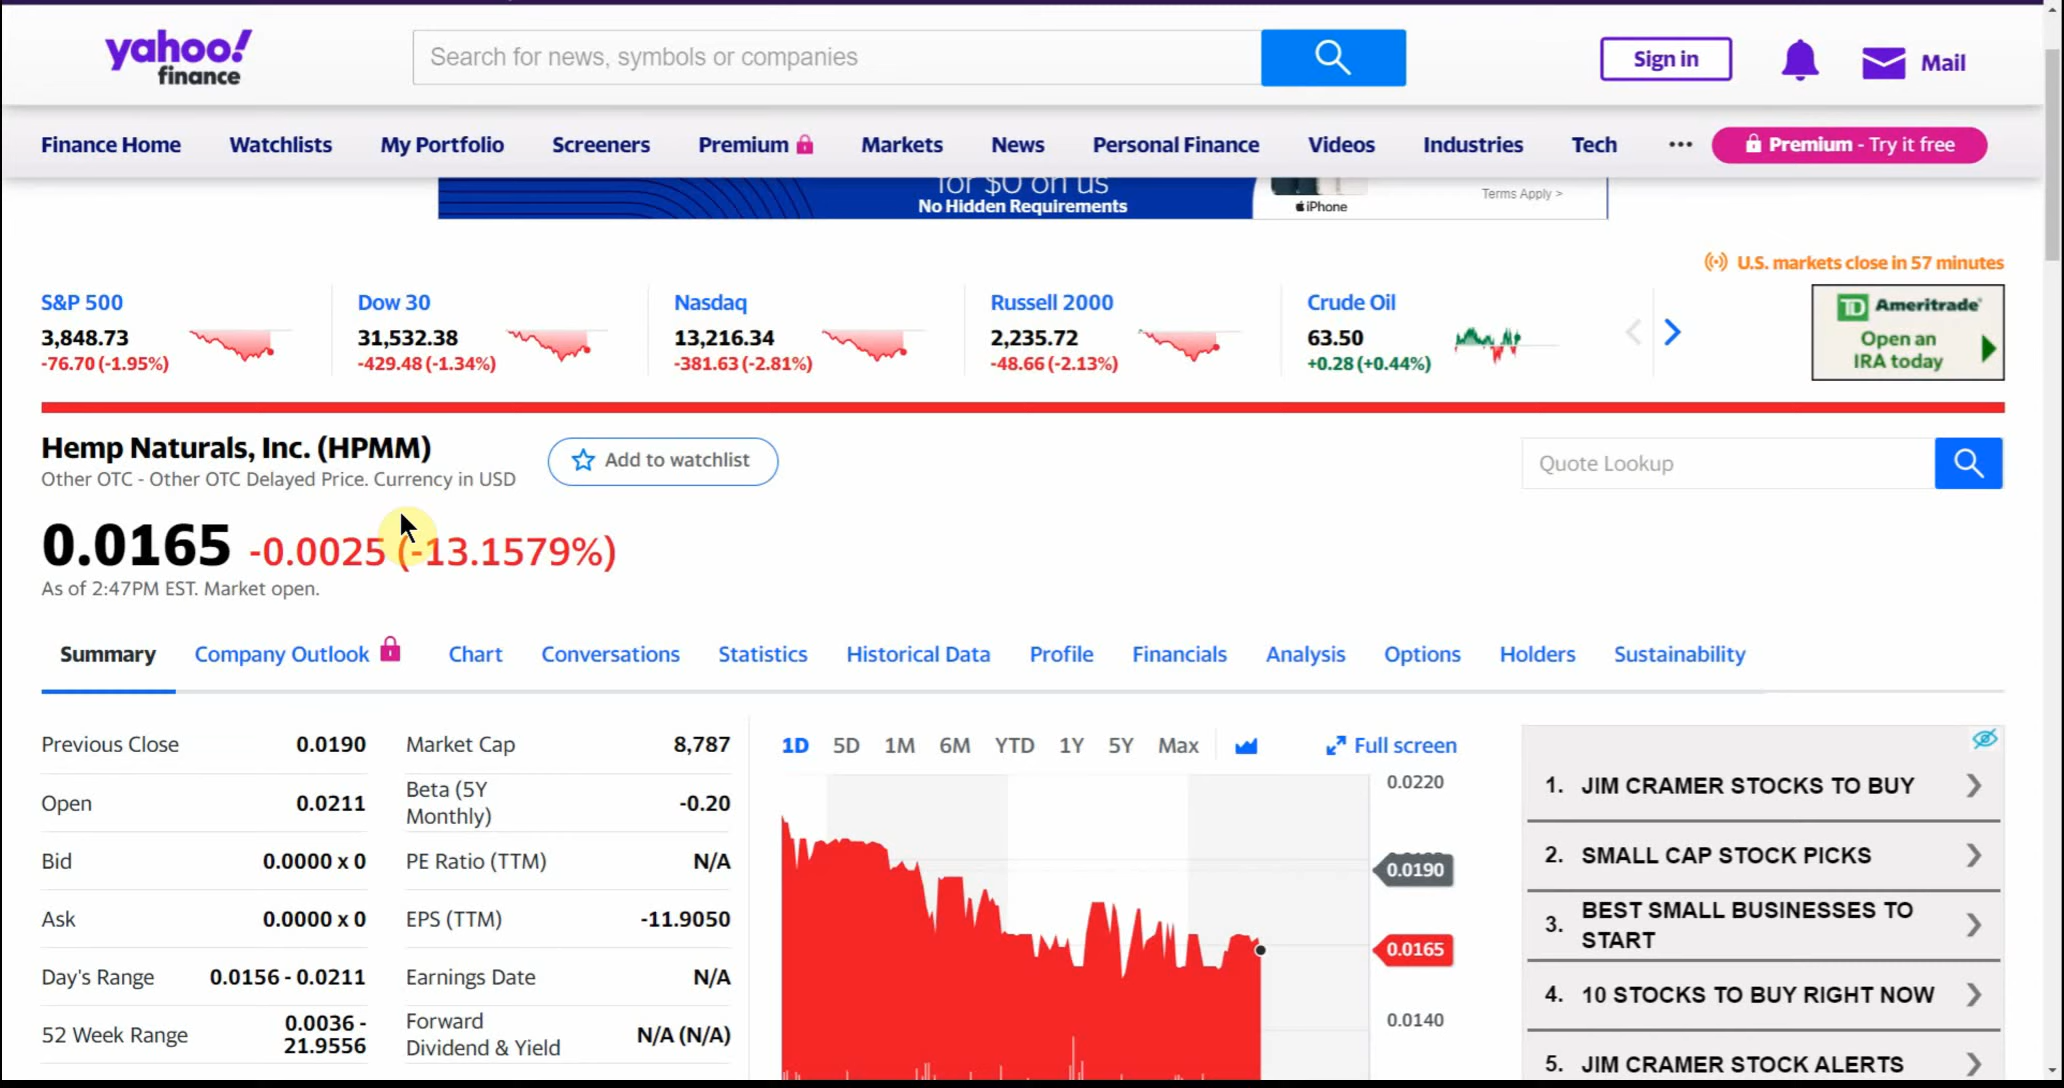 yahoo!
finance
Search for news, symbols or companies
Sign in
Mail
Finance Home Watchlists My Portfolio Screeners Premium Markets News Personal Finance Videos Industries Tech ... Premium - Try it free
for $0 on us
No Hidden Requirements
iPhone
Terms Apply >
U.S. markets close in 57 minutes
S&P 500
3,848.73
-76.70 (-1.95%)
Dow 30
31,532.38
-429.48 (-1.34%)
Nasdaq
13,216.34
-381.63 (-2.81%)
Russell 2000
2,235.72
-48.66 (-2.13%)
Crude Oil
63.50
+0.28 (+0.44%)
TD Ameritrade
Open an
IRA today
Hemp Naturals, Inc. (HPMM)
Other OTC - Other OTC Delayed Price. Currency in USD
Add to watchlist
Quote Lookup
0.0165 -0.0025 (-13.1579%)
As of 2:47PM EST. Market open.
Summary Company Outlook Chart Conversations Statistics Historical Data Profile Financials Analysis Options Holders Sustainability
Previous Close 0.0190
Open 0.0211
Bid 0.0000 x 0
Ask 0.0000 x 0
Day's Range 0.0156 - 0.0211
52 Week Range 0.0036 -
21.9556
Market Cap 8,787
Beta (5Y
Monthly) -0.20
PE Ratio (TTM) N/A
EPS (TTM) -11.9050
Earnings Date N/A
Forward
Dividend & Yield N/A (N/A)
1D 5D 1M 6M YTD 1Y 5Y Max Full screen
0.0220
0.0190
0.0165
0.0140
1. JIM CRAMER STOCKS TO BUY
2. SMALL CAP STOCK PICKS
3. BEST SMALL BUSINESSES TO
START
4. 10 STOCKS TO BUY RIGHT NOW
5. JIM CRAMER STOCK ALERTS